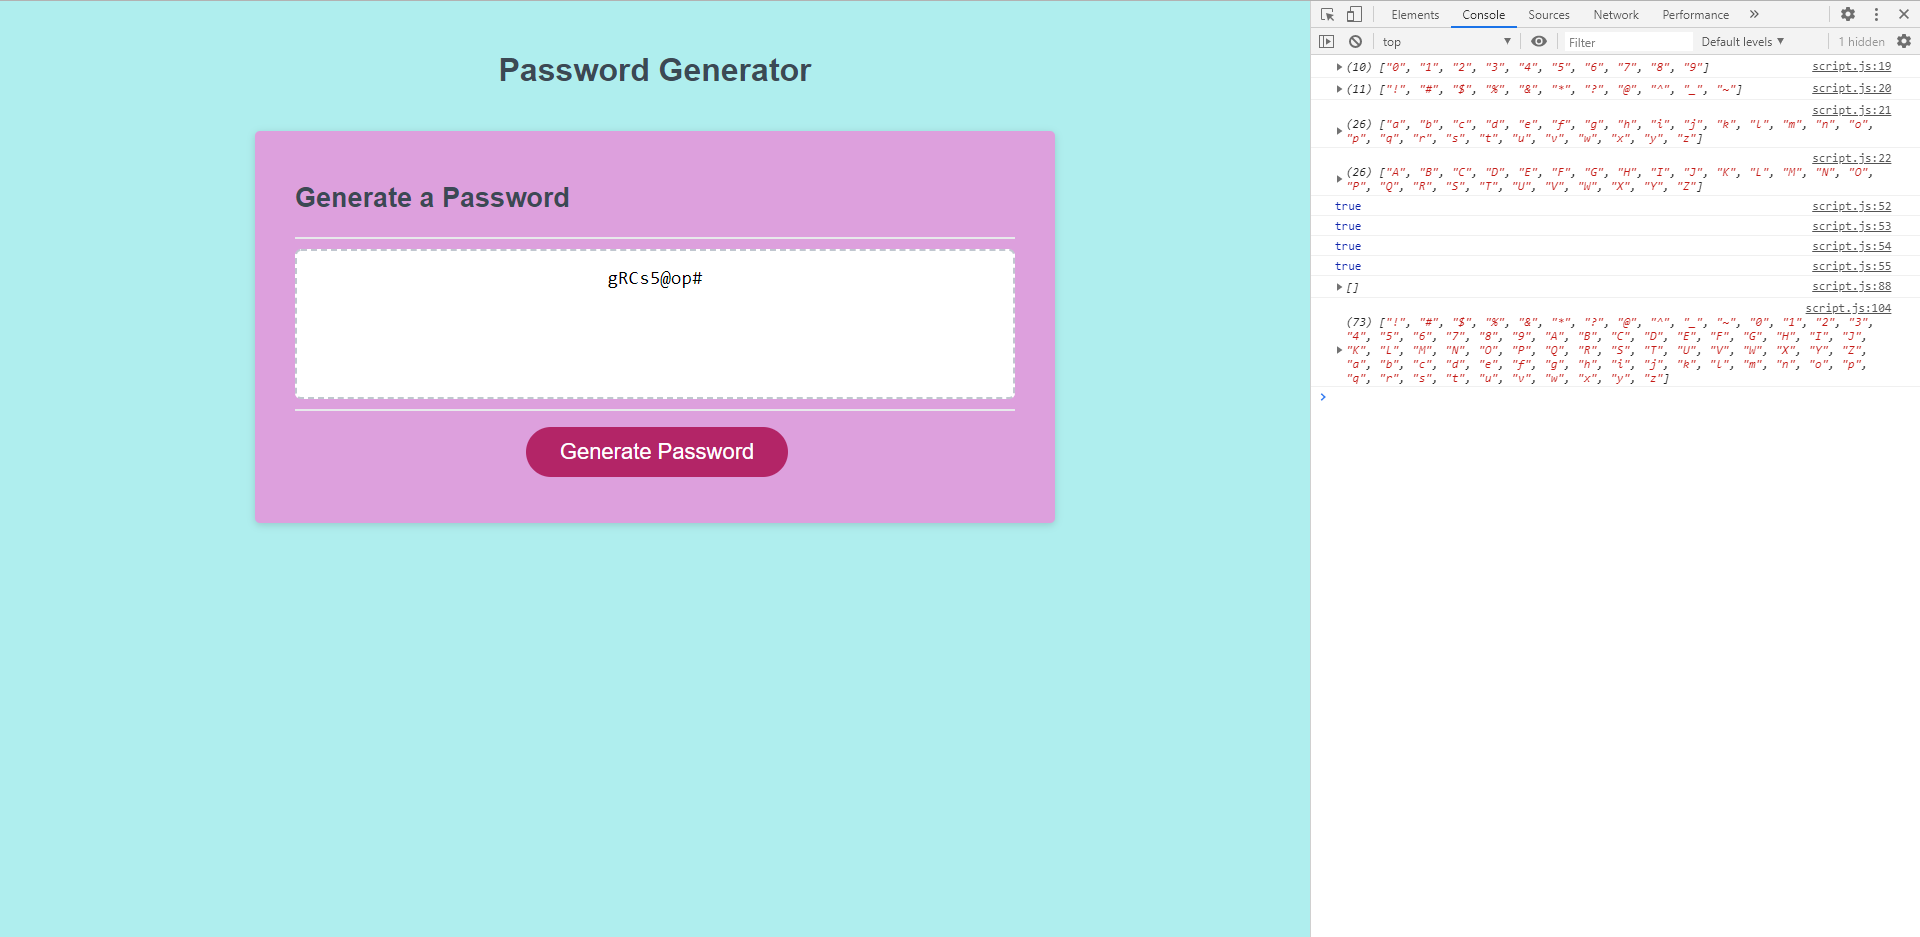 Password Generator
Generate a Password
gRCs5@op#
Generate Password
Elements Console Sources Network Performance »
top Filter Default levels 1 hidden
(10) ["0", "1", "2", "3", "4", "5", "6", "7", "8", "9"] script.js:19
(11) ["!", "#", "$", "%", "&", "*", "?", "@", "^", "_", "~"] script.js:20
script.js:21
(26) ["a", "b", "c", "d", "e", "f", "g", "h", "i", "j", "k", "l", "m", "n", "o",
"p", "q", "r", "s", "t", "u", "v", "w", "x", "y", "z"]
script.js:22
(26) ["A", "B", "C", "D", "E", "F", "G", "H", "I", "J", "K", "L", "M", "N", "O",
"P", "Q", "R", "S", "T", "U", "V", "W", "X", "Y", "Z"]
true script.js:52
true script.js:53
true script.js:54
true script.js:55
[] script.js:88
script.js:104
(73) ["!", "#", "$", "%", "&", "*", "?", "@", "^", "_", "~", "0", "1", "2", "3",
"4", "5", "6", "7", "8", "9", "A", "B", "C", "D", "E", "F", "G", "H", "I", "J",
"K", "L", "M", "N", "O", "P", "Q", "R", "S", "T", "U", "V", "W", "X", "Y", "Z",
"a", "b", "c", "d", "e", "f", "g", "h", "i", "j", "k", "l", "m", "n", "o", "p",
"q", "r", "s", "t", "u", "v", "w", "x", "y", "z"]